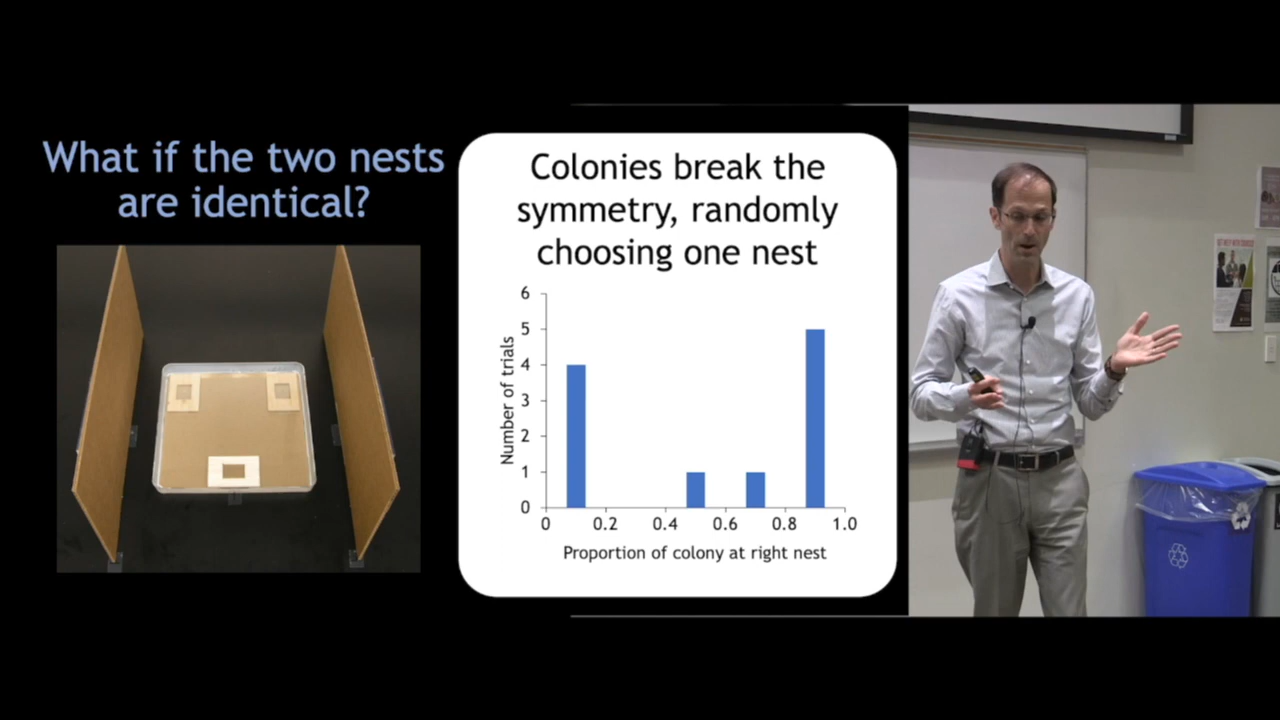 What if the two nests
are identical?
Colonies break the
symmetry, randomly
choosing one nest
Number of trials
6
5
4
3
2
1
0
0 0.2 0.4 0.6 0.8 1.0
Proportion of colony at right nest